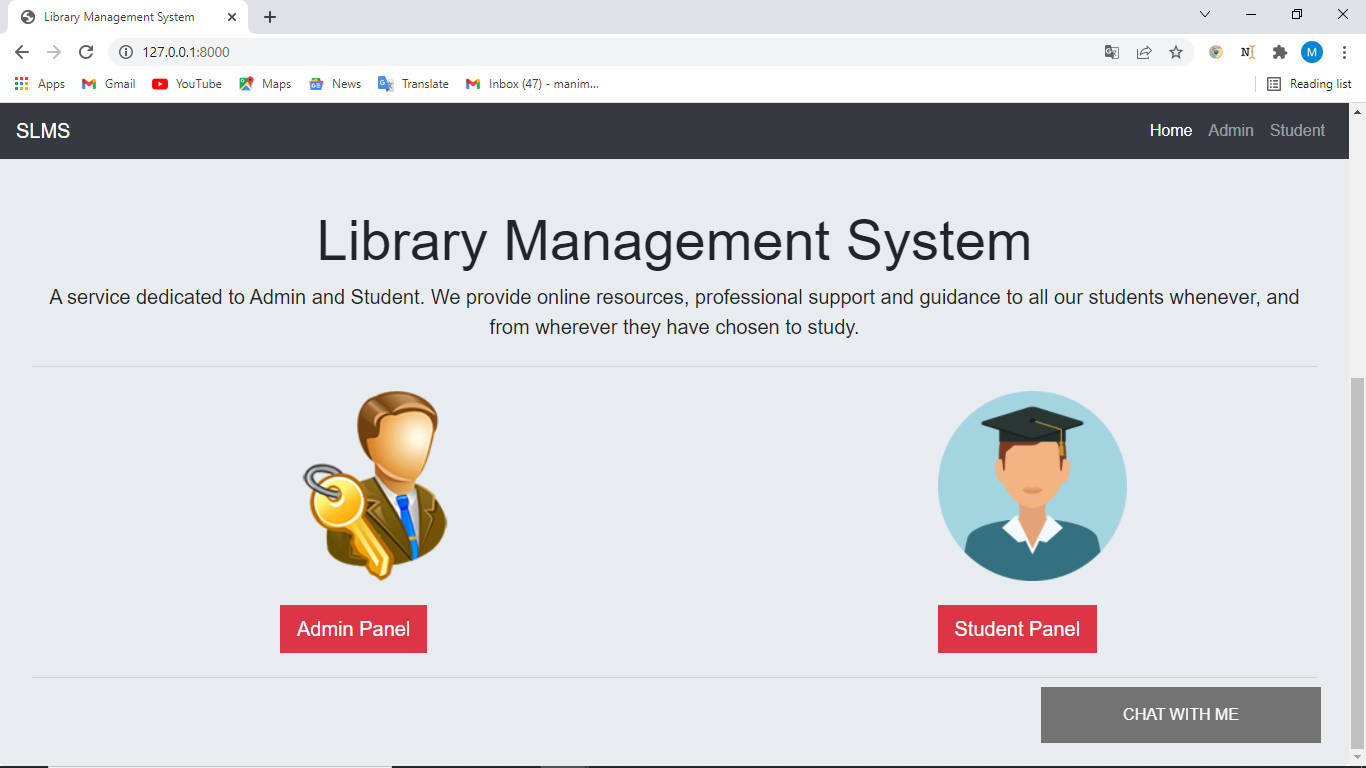 Library Management System
127.0.0.1:8000
Apps Gmail YouTube Maps News Translate Inbox (47) - manim... Reading list
SLMS Home Admin Student
Library Management System
A service dedicated to Admin and Student. We provide online resources, professional support and guidance to all our students whenever, and
from wherever they have chosen to study.
Admin Panel Student Panel
CHAT WITH ME